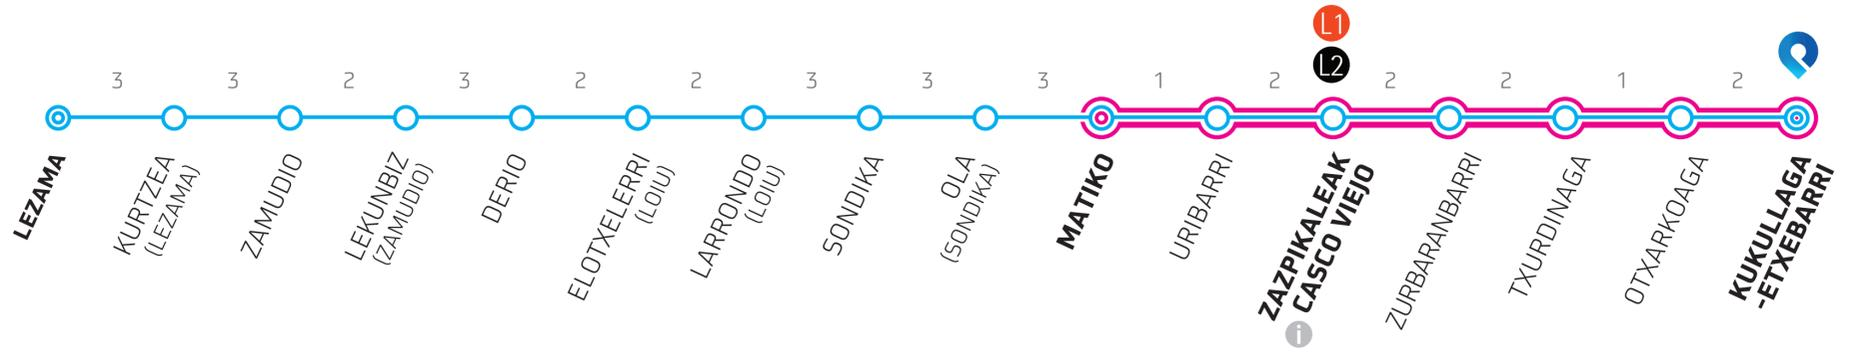 L1
L2
3 3 2 3 2 2 3 3 3 1 2 2 2 1 2
LEZAMA
KURTZEA
(LEZAMA)
ZAMUDIO
LEKUNBIZ
(ZAMUDIO)
DERIO
ELOTXELERRI
(LOIU)
LARRONDO
(LOIU)
SONDIKA
OLA
(SONDIKA)
MATIKO
URIBARRI
ZAZPIKALEAK
CASCO VIEJO
i
ZURBARANBARRI
TXURDINAGA
OTXARKOAGA
KUKULLAGA
-ETXEBARRI